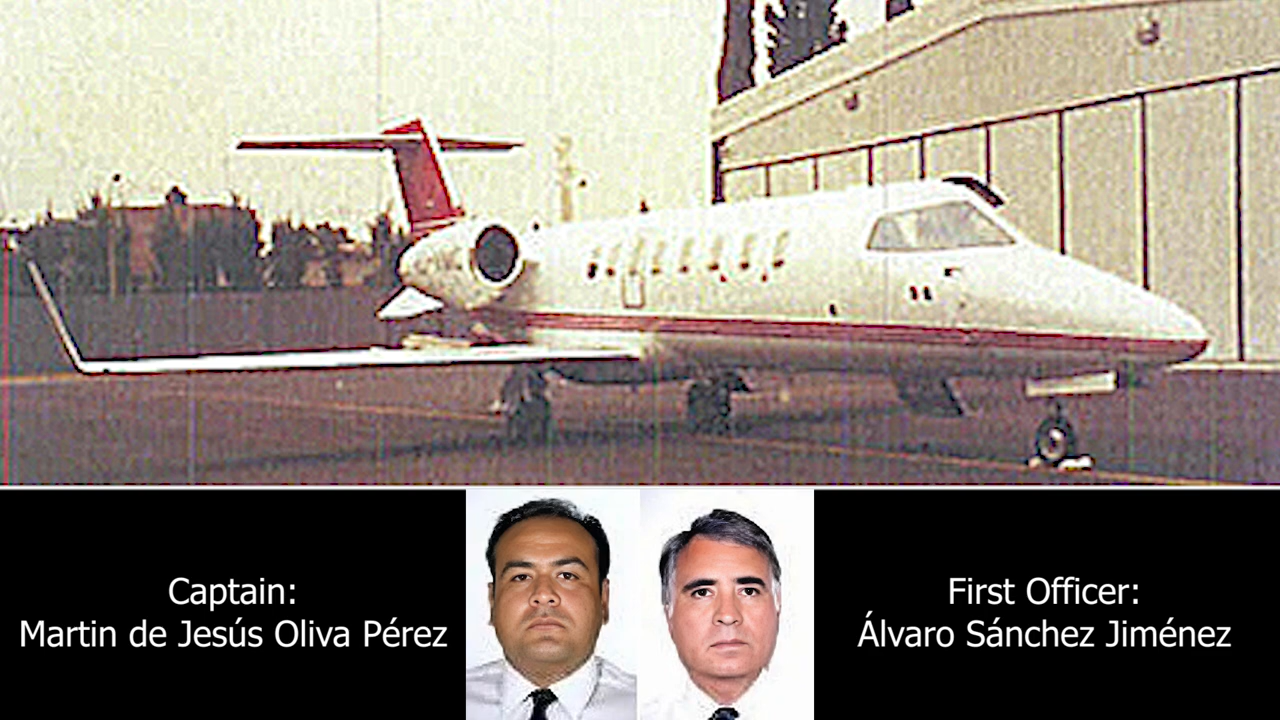 Captain:
Martin de Jesús Oliva Pérez
First Officer:
Álvaro Sánchez Jiménez